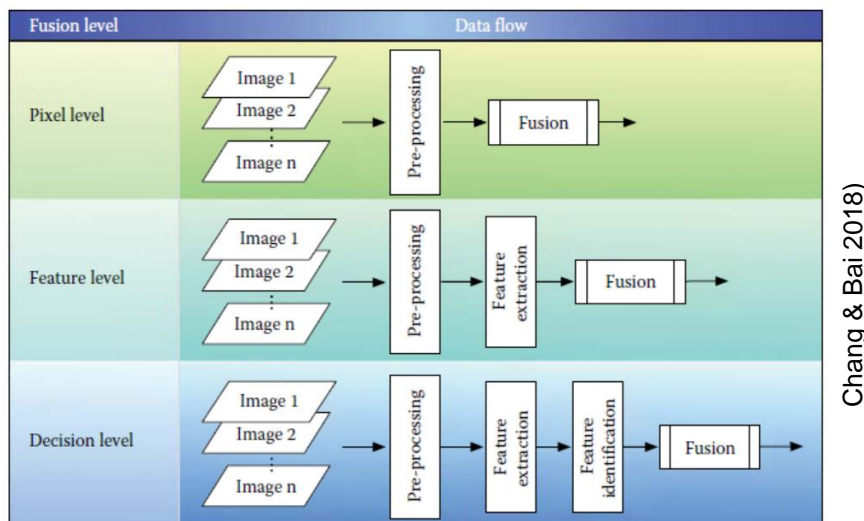 Fusion level
Data flow
Pixel level
Image 1
Image 2
Image n
Pre-processing
Fusion
Feature level
Image 1
Image 2
Image n
Pre-processing
Feature
extraction
Fusion
Decision level
Image 1
Image 2
Image n
Pre-processing
Feature
extraction
Feature
identification
Fusion
Chang & Bai 2018)